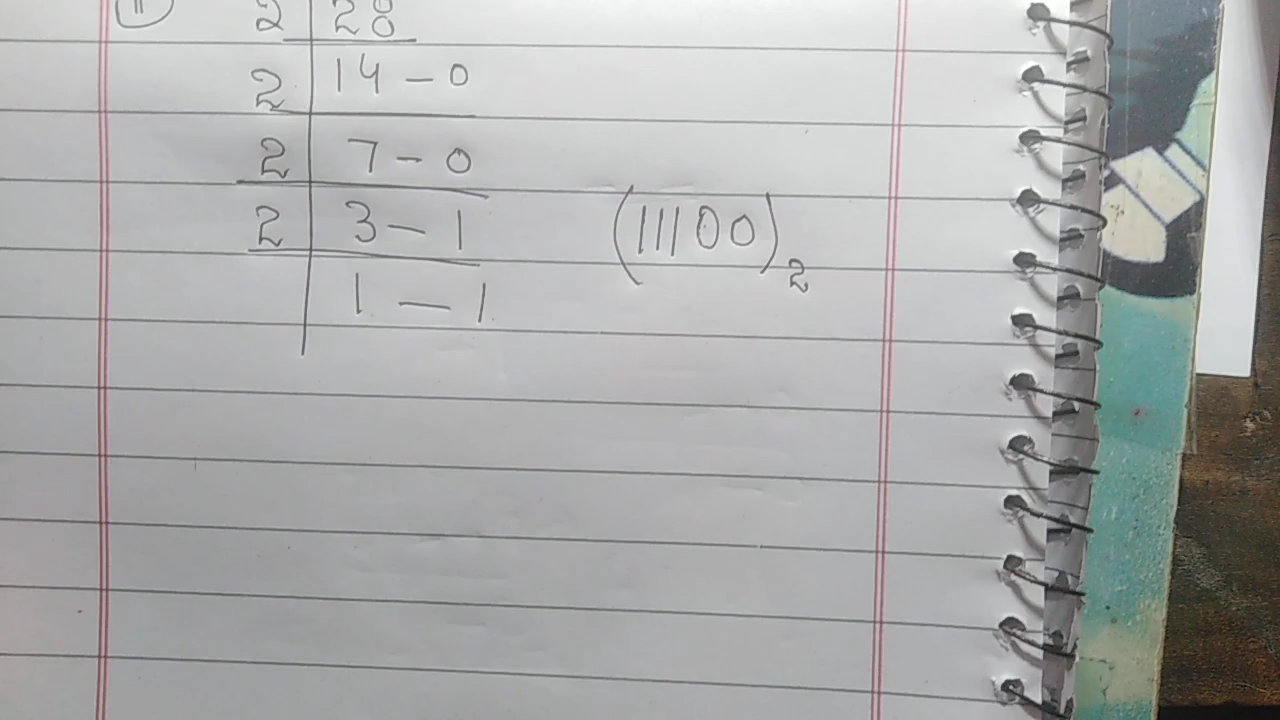 2 28
2 14 - 0
2 7 - 0
2 3 - 1 (11100)2
1 - 1